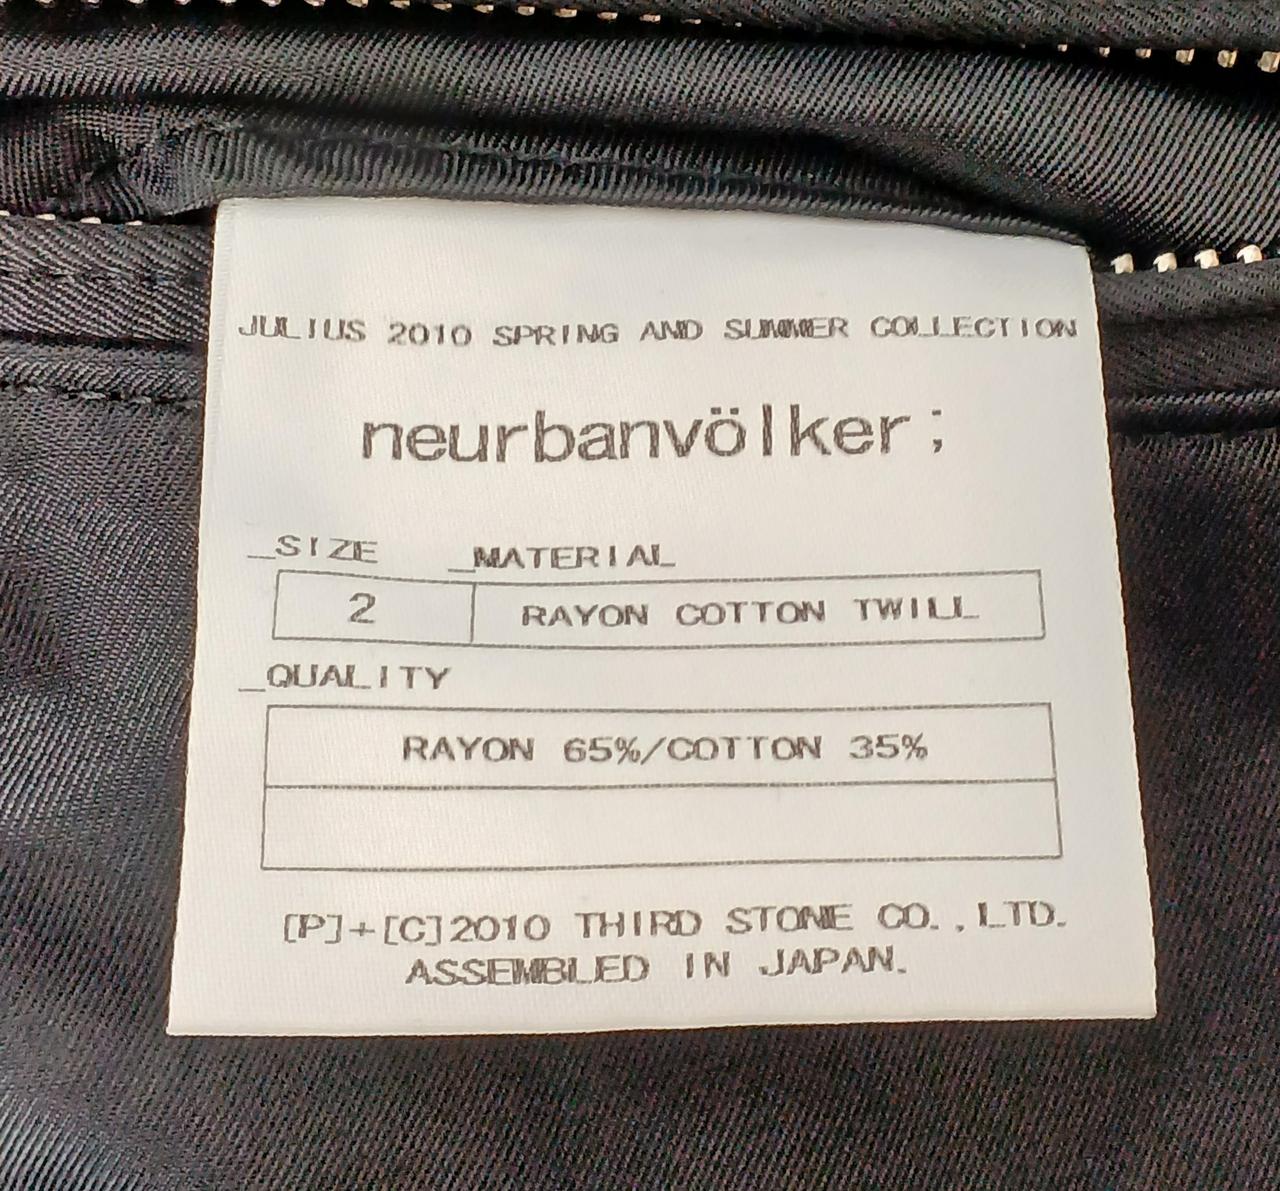 JULIUS 2010 SPRING AND SUMMER COLLECTION
neurbanvölker;
_SIZE _MATERIAL
2 RAYON COTTON TWILL
_QUALITY
RAYON 65%/COTTON 35%
[P]+[C]2010 THIRD STONE CO.,LTD.
ASSEMBLED IN JAPAN.